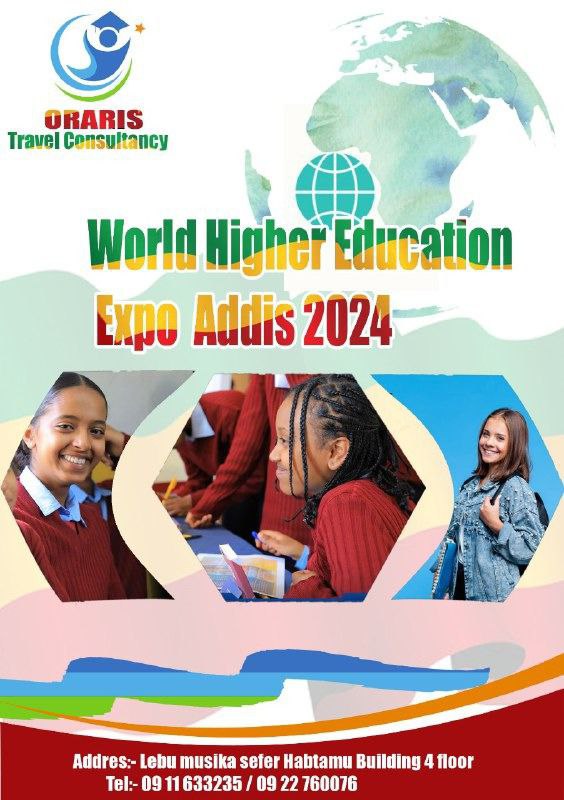 ORARIS
Travel Consultancy
World Higher Education
Expo Addis 2024
Addres:- Lebu musika sefer Habtamu Building 4 floor
Tel:- 09 11 633235 / 09 22 760076